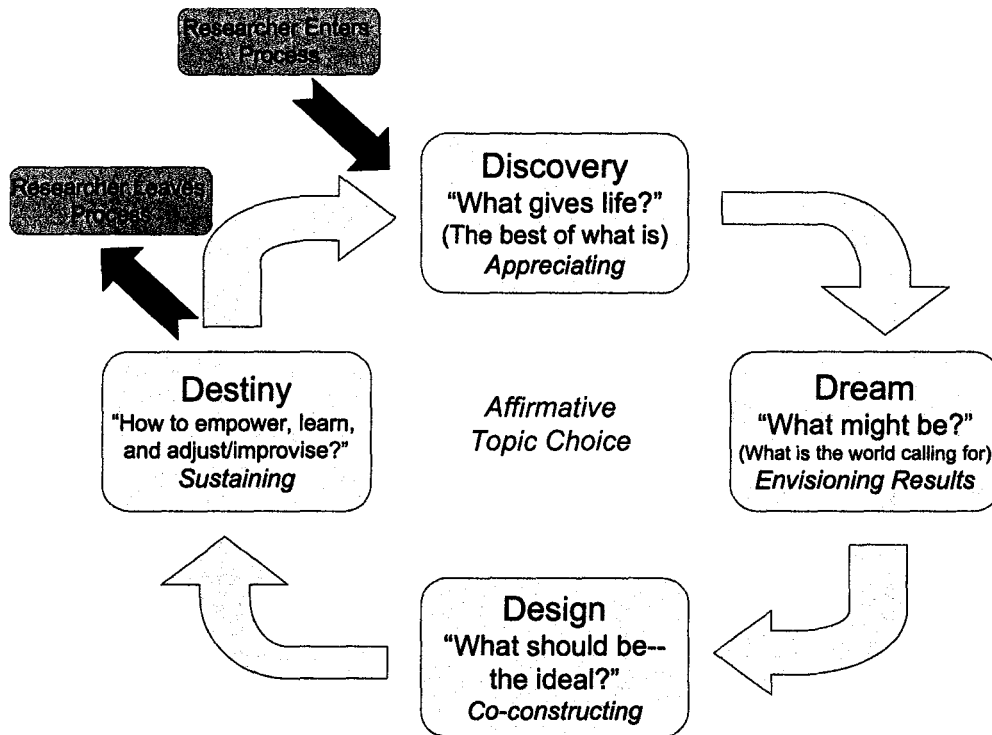 Researcher Enters
Process
Researcher Leaves
Process
Discovery
“What gives life?”
(The best of what is)
Appreciating
Dream
“What might be?”
(What is the world calling for)
Envisioning Results
Design
“What should be--
the ideal?”
Co-constructing
Destiny
“How to empower, learn,
and adjust/improvise?”
Sustaining
Affirmative
Topic Choice